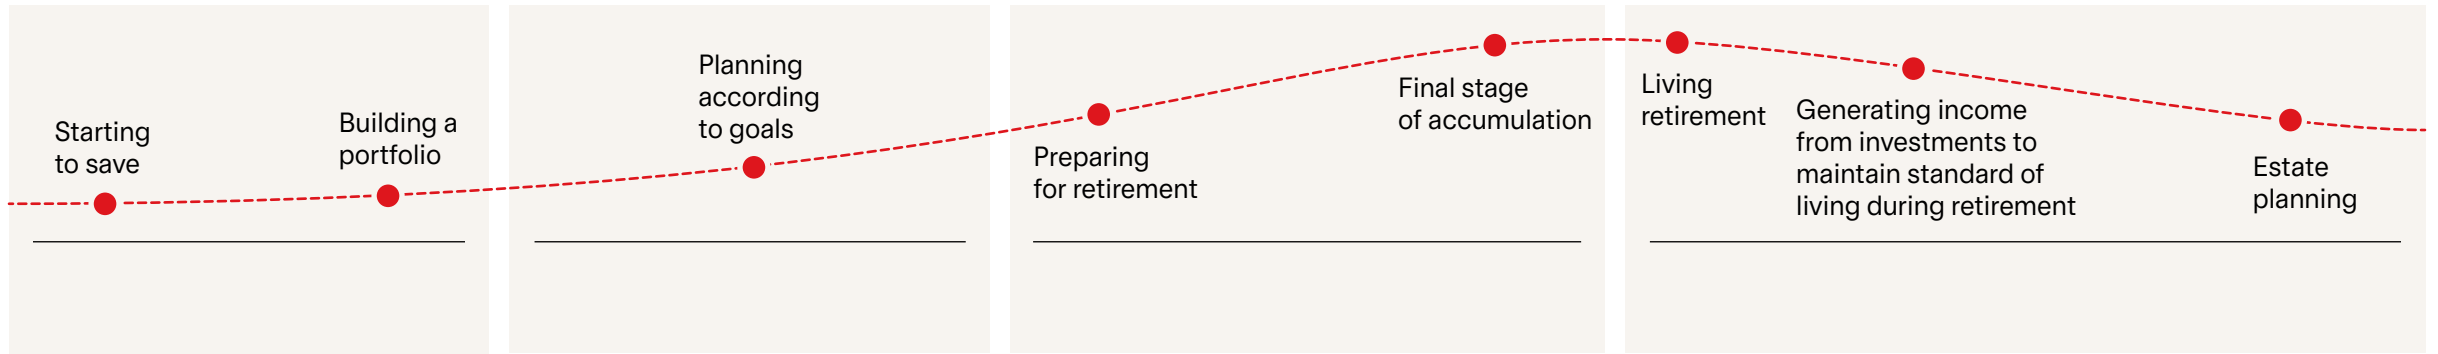 Starting
to save
Building a
portfolio
Planning
according
to goals
Preparing
for retirement
Final stage
of accumulation
Living
retirement
Generating income
from investments to
maintain standard of
living during retirement
Estate
planning